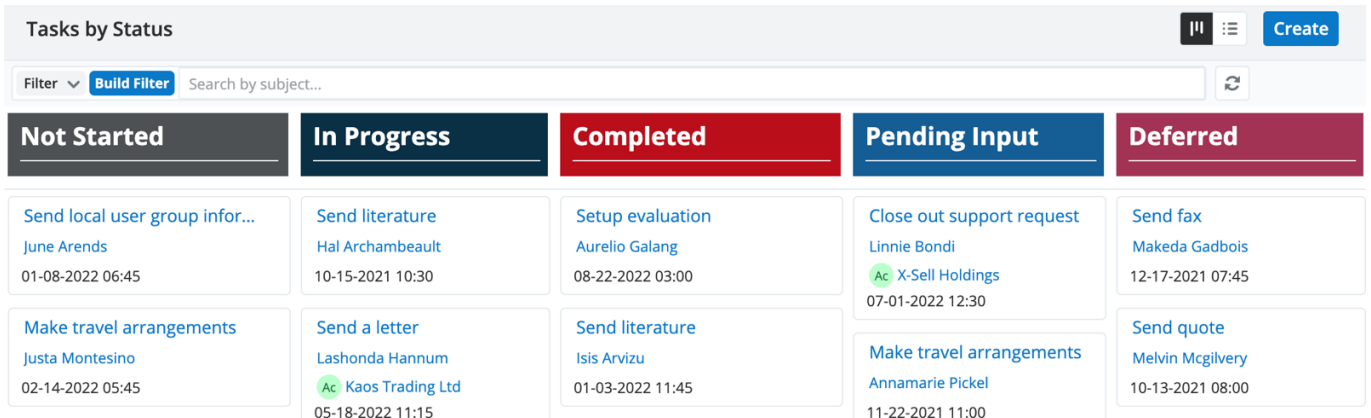 Tasks by Status
Create
Filter
Build Filter
Search by subject...
Not Started
In Progress
Completed
Pending Input
Deferred
Send local user group infor...
June Arends
01-08-2022 06:45
Make travel arrangements
Justa Montesino
02-14-2022 05:45
Send literature
Hal Archambeault
10-15-2021 10:30
Send a letter
Lashonda Hannum
Ac Kaos Trading Ltd
05-18-2022 11:15
Setup evaluation
Aurelio Galang
08-22-2022 03:00
Send literature
Isis Arvizu
01-03-2022 11:45
Close out support request
Linnie Bondi
Ac X-Sell Holdings
07-01-2022 12:30
Make travel arrangements
Annamarie Pickel
11-22-2021 11:00
Send fax
Makeda Gadbois
12-17-2021 07:45
Send quote
Melvin Mcgilvery
10-13-2021 08:00